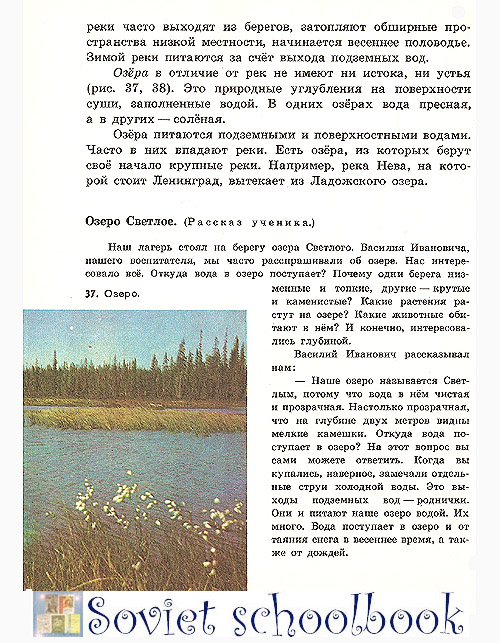 реки часто выходят из берегов, затопляют обширные про-
странства низкой местности, начинается весеннее половодье.
Зимой реки питаются за счёт выхода подземных вод.
Озёра в отличие от рек не имеют ни истока, ни устья
(рис. 37, 38). Это природные углубления на поверхности
суши, заполненные водой. В одних озёрах вода пресная,
а в других — солёная.
Озёра питаются подземными и поверхностными водами.
Часто в них впадают реки. Есть озёра, из которых берут
своё начало крупные реки. Например, река Нева, на кото-
рой стоит Ленинград, вытекает из Ладожского озера.
Озеро Светлое. (Рассказ ученика.)
Наш лагерь стоял на берегу озера Светлого. Василия Ивановича,
нашего воспитателя, мы часто расспрашивали об озере. Нас интере-
совало всё. Откуда вода в озеро поступает? Почему одни берега низ-
менные и топкие, другие — крутые
и каменистые? Какие растения ра-
стут на озере? Какие животные оби-
тают в нём? И конечно, интересова-
лись глубиной.
Василий Иванович рассказывал
нам:
— Наше озеро называется Свет-
лым, потому что вода в нём чистая
и прозрачная. Настолько прозрачная,
что на глубине двух метров видны
мелкие камешки. Откуда вода по-
ступает в озеро? На этот вопрос вы
сами можете ответить. Когда вы
купались, наверное, замечали отдель-
ные струи холодной воды. Это вы-
ходы подземных вод — роднички.
Они и питают наше озеро водой. Их
много. Вода поступает в озеро и от
таяния снега в весеннее время, а так-
же от дождей.
37. Озеро.
Soviet schoolbook